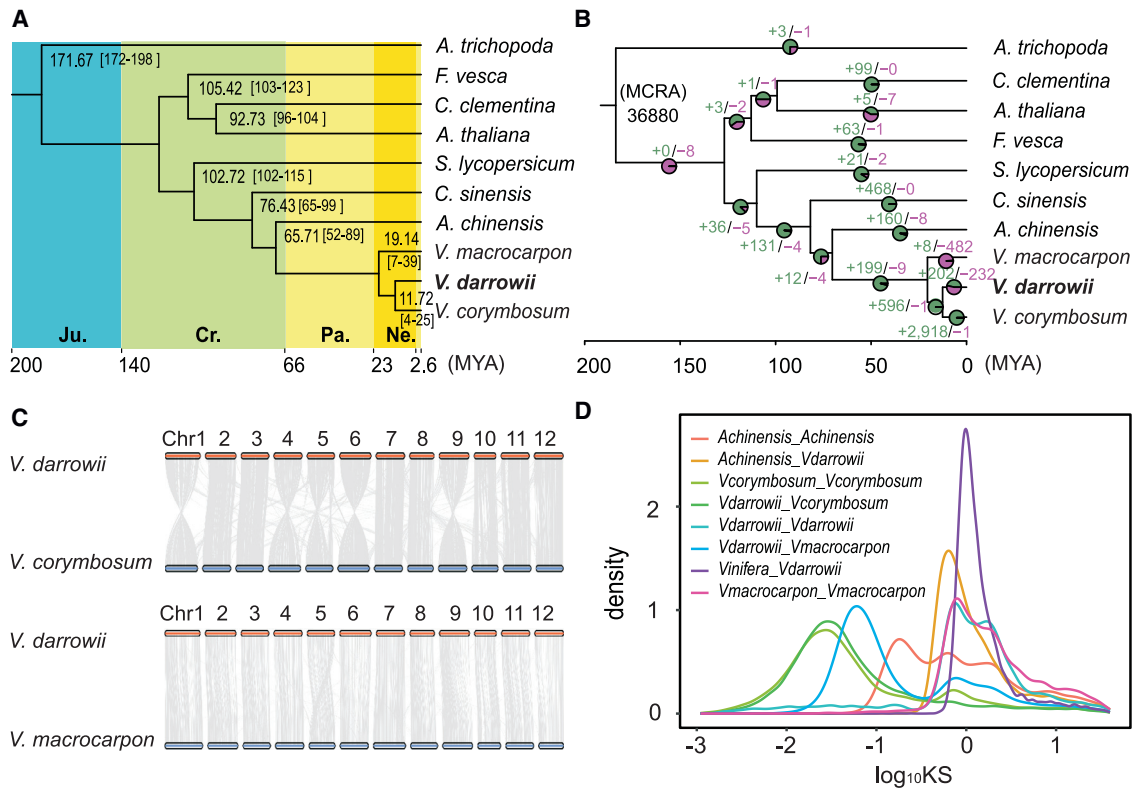 A
171.67 [172-198 ]
105.42 [103-123]
92.73 [96-104 ]
102.72 [102-115]
76.43 [65-99 ]
65.71 [52-89]
19.14
[7-39]
11.72
[4-25]
A. trichopoda
F. vesca
C. clementina
A. thaliana
S. lycopersicum
C. sinensis
A. chinensis
V. macrocarpon
V. darrowii
V. corymbosum
Ju. Cr. Pa. Ne.
200 140 66 23 2.6 (MYA)
B
(MCRA)
36880
+3/−1
+99/−0
+1/−1
+5/−7
+3/−2
+63/−1
+0/−8
+21/−2
+468/−0
+36/−5
+160/−8
+131/−4
+8/−482
+12/−4
+199/−9
+202/−232
+596/−1
+2,918/−1
A. trichopoda
C. clementina
A. thaliana
F. vesca
S. lycopersicum
C. sinensis
A. chinensis
V. macrocarpon
V. darrowii
V. corymbosum
200 150 100 50 0 (MYA)
C
Chr1 2 3 4 5 6 7 8 9 10 11 12
V. darrowii
V. corymbosum
Chr1 2 3 4 5 6 7 8 9 10 11 12
V. darrowii
V. macrocarpon
D
Achinensis_Achinensis
Achinensis_Vdarrowii
Vcorymbosum_Vcorymbosum
Vdarrowii_Vcorymbosum
Vdarrowii_Vdarrowii
Vdarrowii_Vmacrocarpon
Vinifera_Vdarrowii
Vmacrocarpon_Vmacrocarpon
density
2
1
0
-3 -2 -1 0 1
log₁₀KS